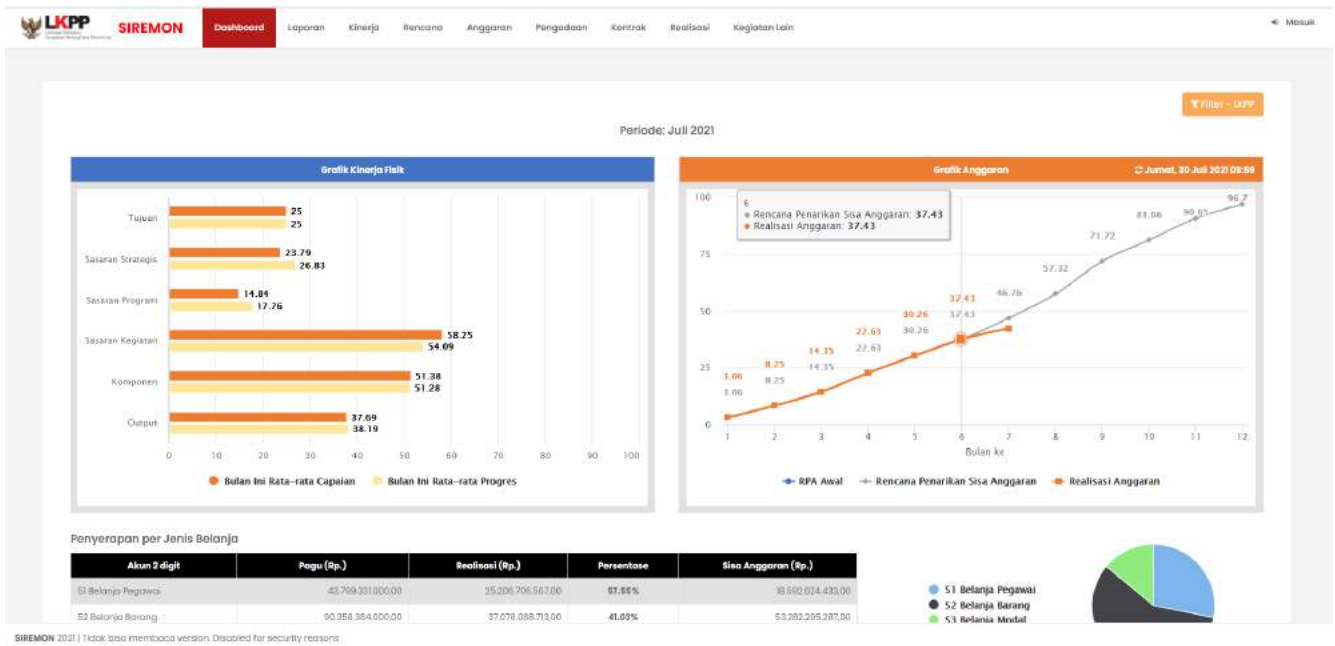 LKPP
SIREMON
Dashboard
Laporan
Kinerja
Rencana
Anggaran
Pengadaan
Kontrak
Realisasi
Kegiatan Lain
Masuk
Filter - LKPP
Periode: Juli 2021
Grafik Kinerja Fisik
Tujuan
25
25
Sasaran Strategis
23.79
26.83
Sasaran Program
14.84
17.76
Sasaran Kegiatan
58.25
54.09
Komponen
51.38
51.28
Output
37.69
38.19
0 10 20 30 40 50 60 70 80 90 100
Bulan Ini Rata-rata Capaian
Bulan Ini Rata-rata Progres
Grafik Anggaran
Jumat, 30 Juli 2021 09:59
6
Rencana Penarikan Sisa Anggaran: 37.43
Realisasi Anggaran: 37.43
100
75
50
25
0
3.06
3.06
8.25
8.25
14.35
14.35
22.63
22.63
30.26
30.26
37.43
37.43
46.76
57.32
71.72
81.06
90.65
96.7
1 2 3 4 5 6 7 8 9 10 11 12
Bulan ke
RPA Awal
Rencana Penarikan Sisa Anggaran
Realisasi Anggaran
Penyerapan per Jenis Belanja
Akun 2 digit
Pagu (Rp.)
Realisasi (Rp.)
Persentase
Sisa Anggaran (Rp.)
51 Belanja Pegawai
43.799.331.000,00
25.206.706.567,00
57.55%
18.592.624.433,00
52 Belanja Barang
90.358.384.000,00
37.076.088.713,00
41.03%
53.282.295.287,00
51 Belanja Pegawai
52 Belanja Barang
53 Belanja Modal
SIREMON 2021 | Tidak bisa membaca version. Disabled for security reasons